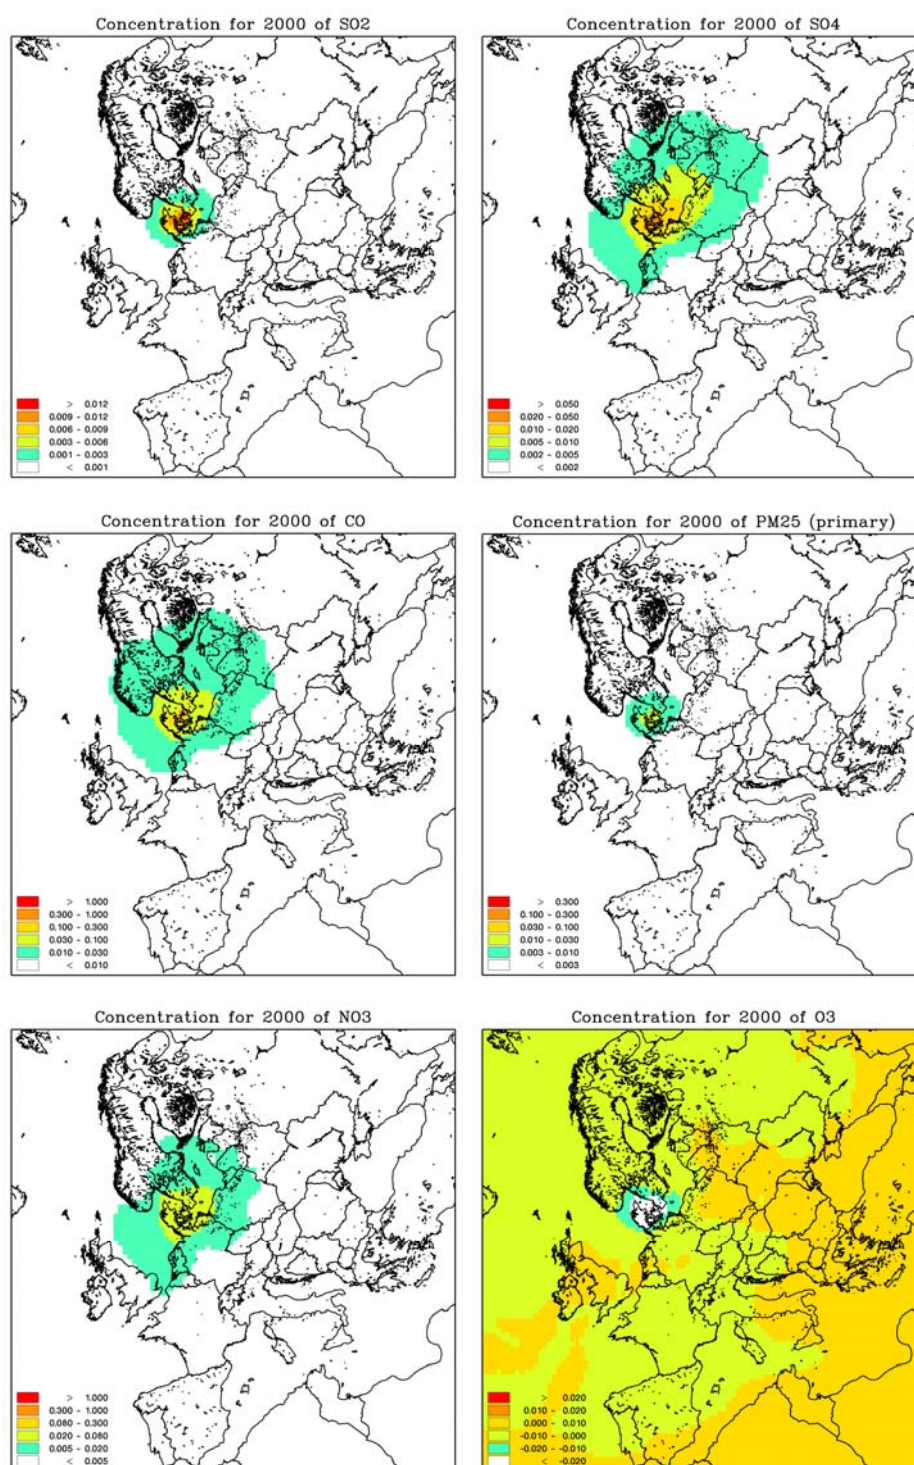 Concentration for 2000 of SO2
> 0.012
0.009 - 0.012
0.006 - 0.009
0.003 - 0.006
0.001 - 0.003
< 0.001
Concentration for 2000 of SO4
> 0.050
0.020 - 0.050
0.010 - 0.020
0.005 - 0.010
0.002 - 0.005
< 0.002
Concentration for 2000 of CO
> 1.000
0.300 - 1.000
0.100 - 0.300
0.030 - 0.100
0.010 - 0.030
< 0.010
Concentration for 2000 of PM25 (primary)
> 0.300
0.100 - 0.300
0.030 - 0.100
0.010 - 0.030
0.003 - 0.010
< 0.003
Concentration for 2000 of NO3
> 1.000
0.300 - 1.000
0.080 - 0.300
0.020 - 0.080
0.005 - 0.020
< 0.005
Concentration for 2000 of O3
> 0.020
0.010 - 0.020
0.000 - 0.010
-0.010 - 0.000
-0.020 - -0.010
< -0.020